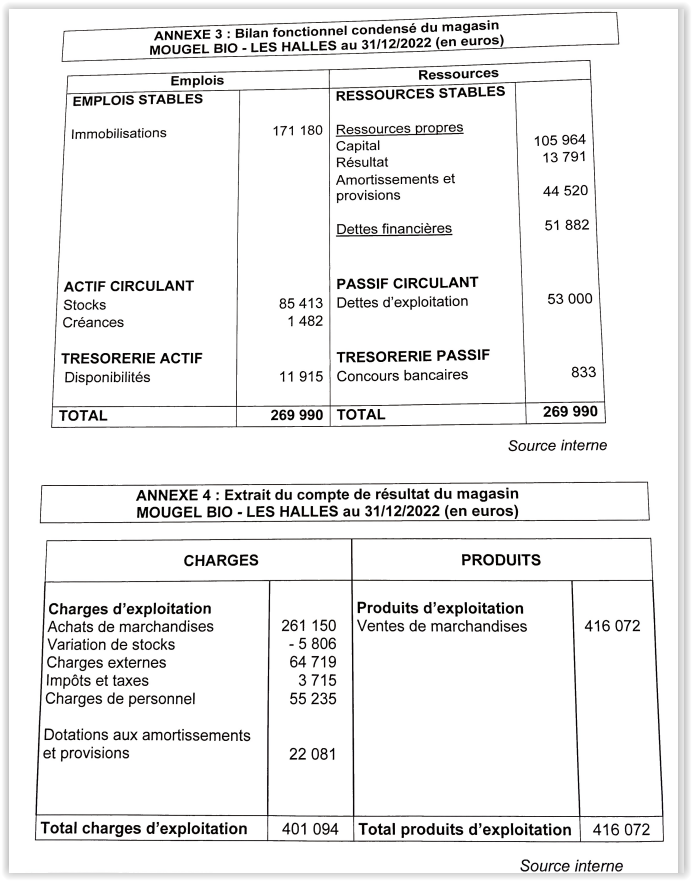 ANNEXE 3 : Bilan fonctionnel condensé du magasin
MOUGEL BIO - LES HALLES au 31/12/2022 (en euros)
Emplois Ressources
EMPLOIS STABLES RESSOURCES STABLES
Immobilisations 171 180 Ressources propres
Capital 105 964
Résultat 13 791
Amortissements et
provisions 44 520
Dettes financières 51 882
ACTIF CIRCULANT PASSIF CIRCULANT
Stocks 85 413 Dettes d'exploitation 53 000
Créances 1 482
TRESORERIE ACTIF TRESORERIE PASSIF
Disponibilités 11 915 Concours bancaires 833
TOTAL 269 990 TOTAL 269 990
Source interne
ANNEXE 4 : Extrait du compte de résultat du magasin
MOUGEL BIO - LES HALLES au 31/12/2022 (en euros)
CHARGES PRODUITS
Charges d'exploitation Produits d'exploitation
Achats de marchandises 261 150 Ventes de marchandises 416 072
Variation de stocks - 5 806
Charges externes 64 719
Impôts et taxes 3 715
Charges de personnel 55 235
Dotations aux amortissements
et provisions 22 081
Total charges d'exploitation 401 094 Total produits d'exploitation 416 072
Source interne